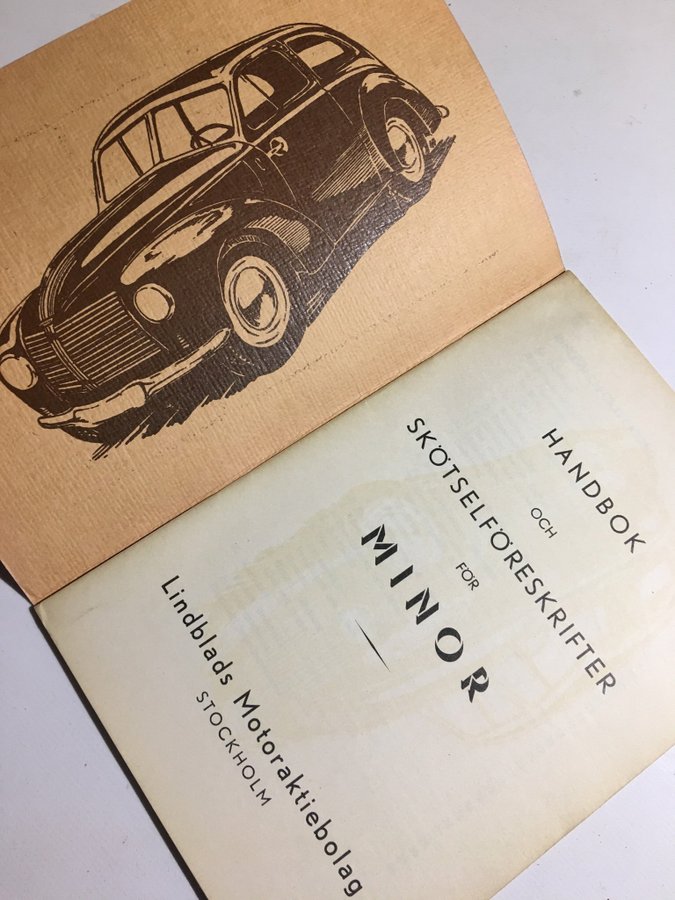 HANDBOK
OCH
SKÖTSELFÖRESKRIFTER
FÖR
MINOR
Lindblads Motoraktiebolag
STOCKHOLM